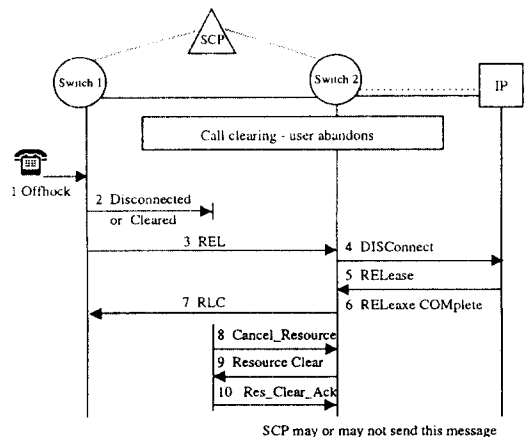 SCP
Switch 1
Switch 2
IP
Call clearing - user abandons
1 Offhock
2 Disconnected
or Cleared
3 REL
4 DISConnect
5 RELease
7 RLC
6 RELeaxe COMplete
8 Cancel_Resource
9 Resource Clear
10 Res_Clear_Ack
SCP may or may not send this message